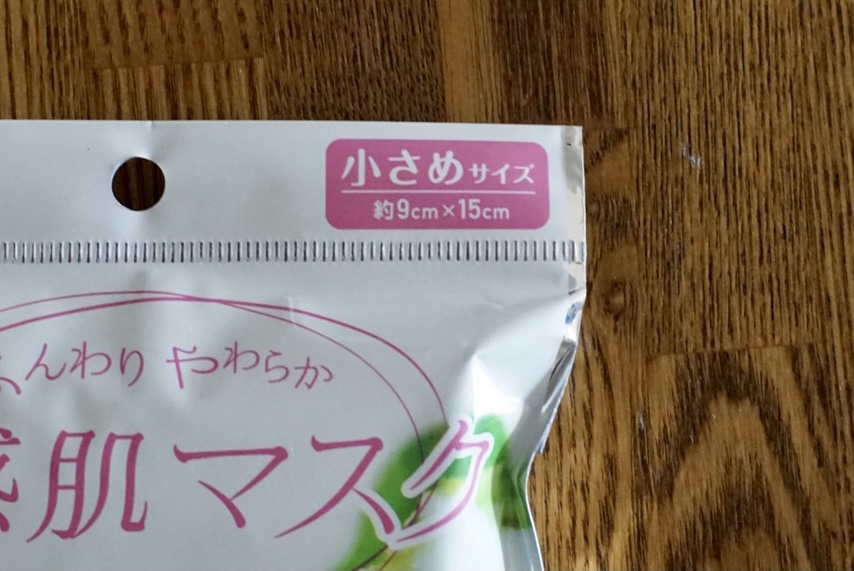 小さめサイズ
約9cm×15cm
んわり やわらか
肌マスク